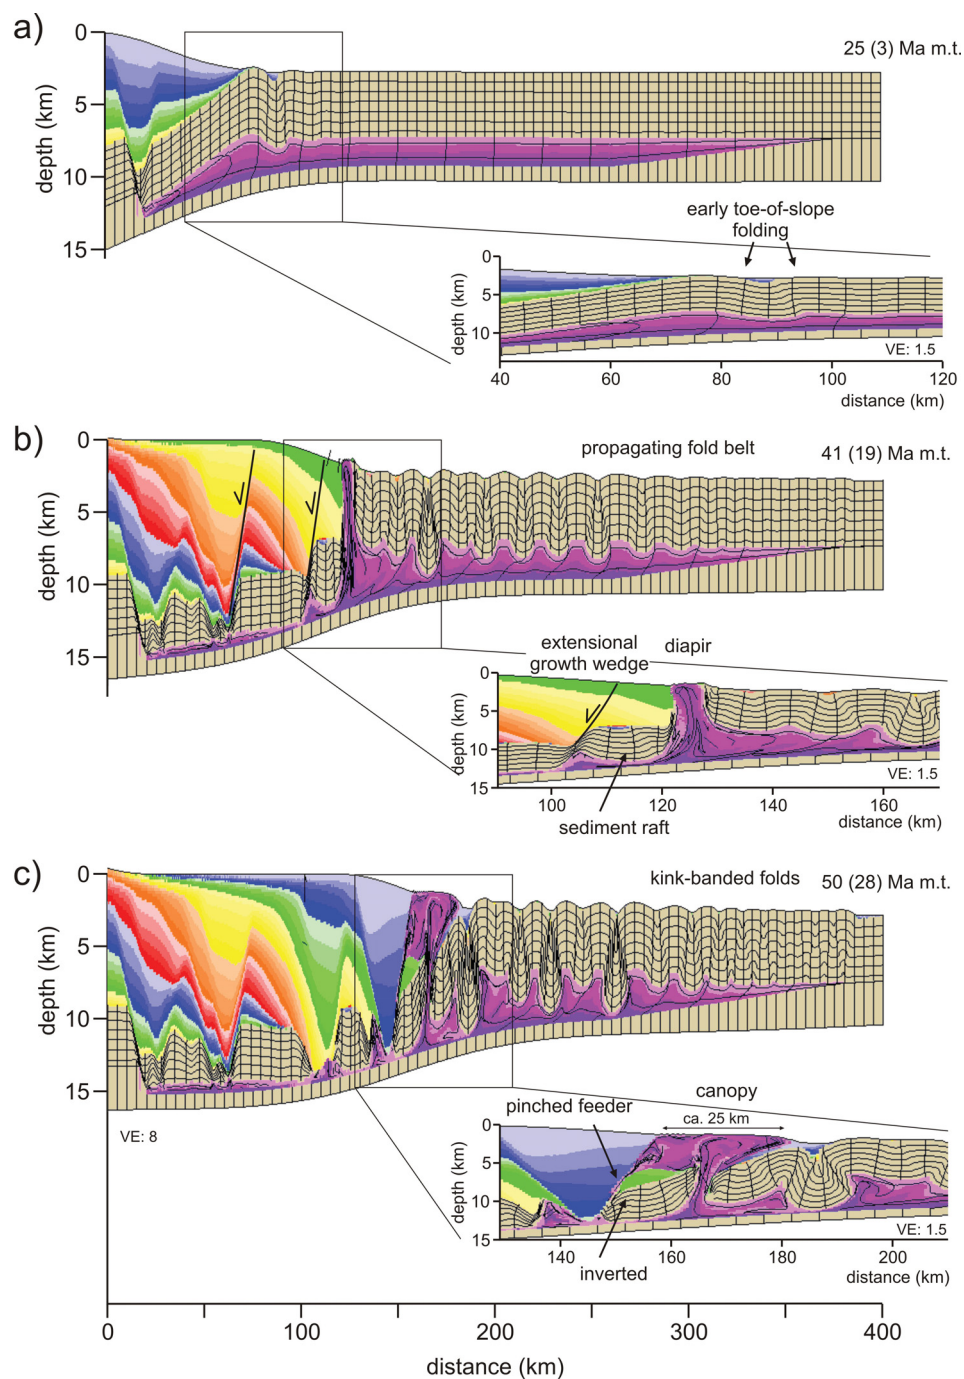 a)
25 (3) Ma m.t.
0
5
10
15
depth (km)
early toe-of-slope
folding
0
5
10
depth (km)
VE: 1.5
40
60
80
100
120
distance (km)
b)
propagating fold belt
41 (19) Ma m.t.
0
5
10
15
depth (km)
extensional
growth wedge
diapir
0
5
10
15
depth (km)
VE: 1.5
100
120
140
160
sediment raft
distance (km)
c)
kink-banded folds
50 (28) Ma m.t.
0
5
10
15
depth (km)
VE: 8
canopy
pinched feeder
ca. 25 km
0
5
10
15
depth (km)
VE: 1.5
140
160
180
200
inverted
distance (km)
0
100
200
300
400
distance (km)